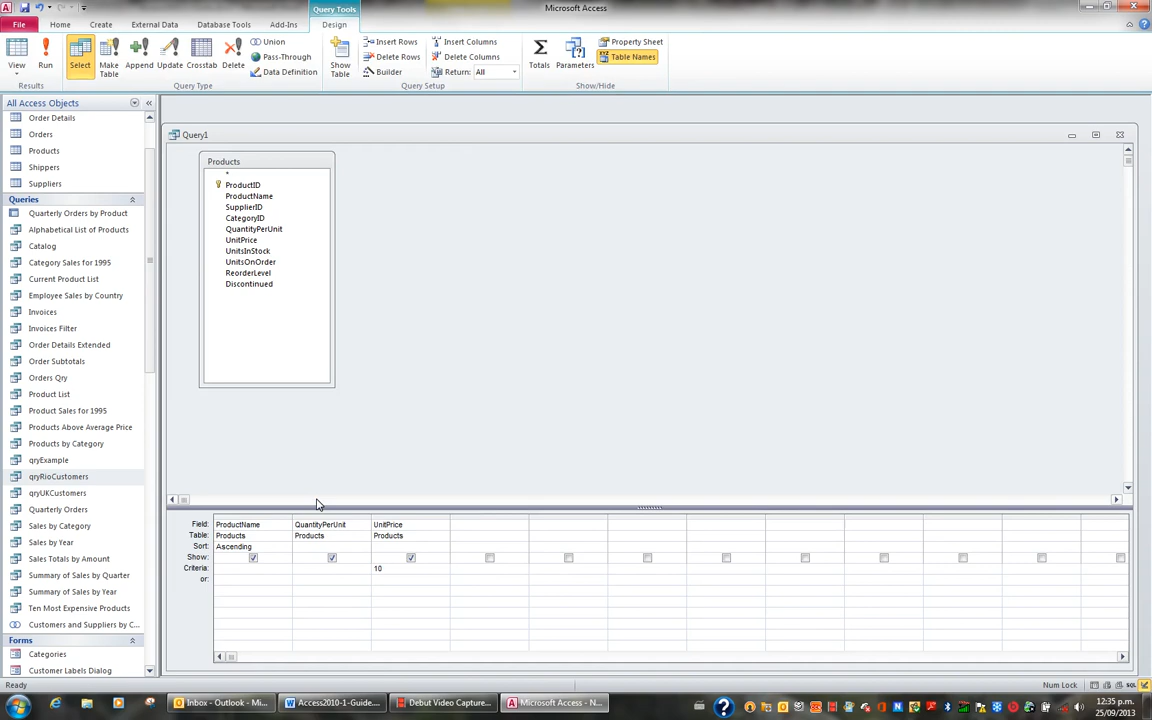 Query Tools
Microsoft Access
File
Home
Create
External Data
Database Tools
Add-Ins
Design
View
Run
Select
Make
Table
Append
Update
Crosstab
Delete
Union
Pass-Through
Data Definition
Show
Table
Insert Rows
Delete Rows
Builder
Insert Columns
Delete Columns
Return: All
Totals
Parameters
Property Sheet
Table Names
Results
Query Type
Query Setup
Show/Hide
All Access Objects
Order Details
Orders
Products
Shippers
Suppliers
Queries
Quarterly Orders by Product
Alphabetical List of Products
Catalog
Category Sales for 1995
Current Product List
Employee Sales by Country
Invoices
Invoices Filter
Order Details Extended
Order Subtotals
Orders Qry
Product List
Product Sales for 1995
Products Above Average Price
Products by Category
qryExample
qryRioCustomers
qryUKCustomers
Quarterly Orders
Sales by Category
Sales by Year
Sales Totals by Amount
Summary of Sales by Quarter
Summary of Sales by Year
Ten Most Expensive Products
Customers and Suppliers by C...
Forms
Categories
Customer Labels Dialog
Query1
Products
*
ProductID
ProductName
SupplierID
CategoryID
QuantityPerUnit
UnitPrice
UnitsInStock
UnitsOnOrder
ReorderLevel
Discontinued
Field: ProductName QuantityPerUnit UnitPrice
Table: Products Products Products
Sort: Ascending
Show:
Criteria: 10
or:
Ready
Num Lock
SQL
Inbox - Outlook - Mi...
Access2010-1-Guide....
Debut Video Capture...
Microsoft Access - N...
12:35 p.m.
25/09/2013